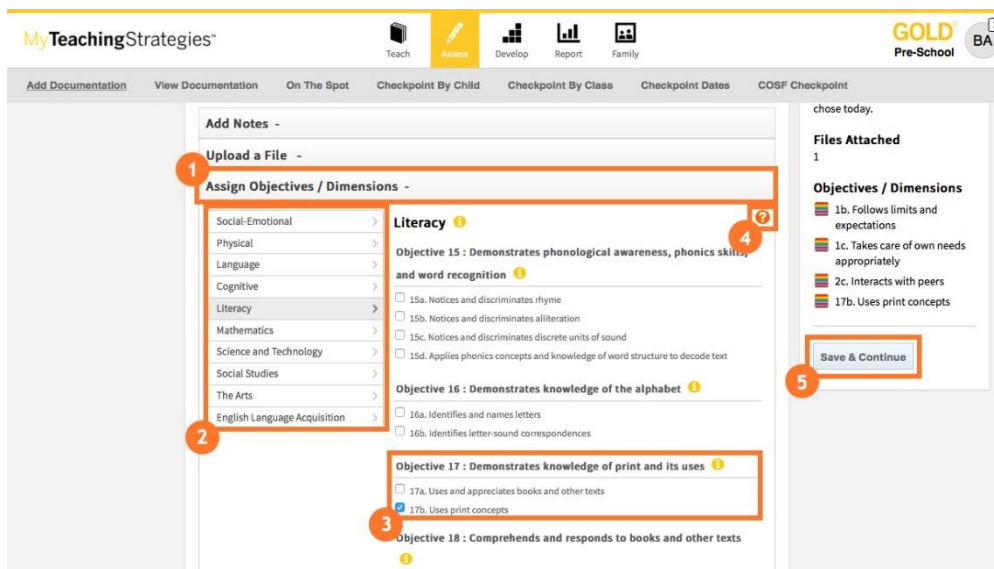 MyTeachingStrategies™
Teach
Assess
Develop
Report
Family
GOLD®
Pre-School
BA
Add Documentation
View Documentation
On The Spot
Checkpoint By Child
Checkpoint By Class
Checkpoint Dates
COSF Checkpoint
Add Notes -
Upload a File -
1
Assign Objectives / Dimensions -
Social-Emotional
Physical
Language
Cognitive
Literacy
Mathematics
Science and Technology
Social Studies
The Arts
English Language Acquisition
2
Literacy
4
Objective 15 : Demonstrates phonological awareness, phonics skills,
and word recognition
15a. Notices and discriminates rhyme
15b. Notices and discriminates alliteration
15c. Notices and discriminates discrete units of sound
15d. Applies phonics concepts and knowledge of word structure to decode text
Objective 16 : Demonstrates knowledge of the alphabet
16a. Identifies and names letters
16b. Identifies letter-sound correspondences
Objective 17 : Demonstrates knowledge of print and its uses
17a. Uses and appreciates books and other texts
17b. Uses print concepts
3
Objective 18 : Comprehends and responds to books and other texts
chose today.
Files Attached
1
Objectives / Dimensions
1b. Follows limits and
expectations
1c. Takes care of own needs
appropriately
2c. Interacts with peers
17b. Uses print concepts
Save & Continue
5